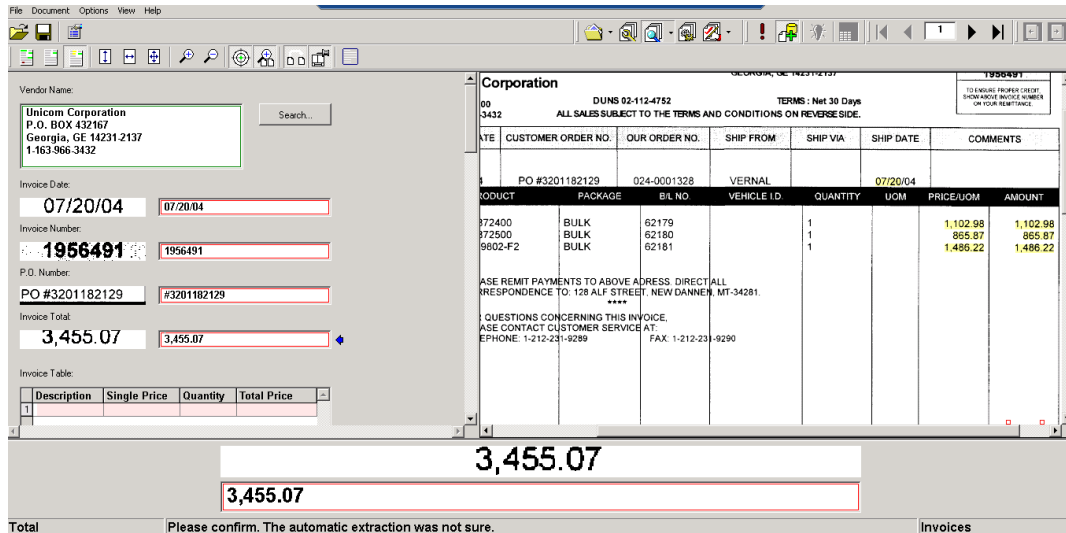 File Document Options View Help
1
Vendor Name:
Unicom Corporation
P.O. BOX 432167
Georgia, GE 14231-2137
1-163-966-3432
Search...
Invoice Date:
07/20/04 07/20/04
Invoice Number:
1956491 1956491
P.O. Number:
PO #3201182129 #3201182129
Invoice Total:
3,455.07 3,455.07
Invoice Table:
Description Single Price Quantity Total Price
1
Corporation GEORGIA, GE 14231-2137 1956491
TO ENSURE PROPER CREDIT,
SHOW ABOVE INVOICE NUMBER
ON YOUR REMITTANCE.
00 DUNS 02-112-4752 TERMS : Net 30 Days
-3432 ALL SALES SUBJECT TO THE TERMS AND CONDITIONS ON REVERSE SIDE.
ATE CUSTOMER ORDER NO. OUR ORDER NO. SHIP FROM SHIP VIA SHIP DATE COMMENTS
4 PO #3201182129 024-0001328 VERNAL 07/20/04
RODUCT PACKAGE B/L NO. VEHICLE I.D. QUANTITY UOM PRICE/UOM AMOUNT
372400 BULK 62179 1 1,102.98 1,102.98
372500 BULK 62180 1 865.87 865.87
9802-F2 BULK 62181 1 1,486.22 1,486.22
ASE REMIT PAYMENTS TO ABOVE ADRESS. DIRECT ALL
RRESPONDENCE TO: 128 ALF STREET, NEW DANNEN, MT-34281.
****
QUESTIONS CONCERNING THIS INVOICE,
ASE CONTACT CUSTOMER SERVICE AT:
EPHONE: 1-212-231-9289 FAX: 1-212-231-9290
3,455.07
3,455.07
Total Please confirm. The automatic extraction was not sure. Invoices